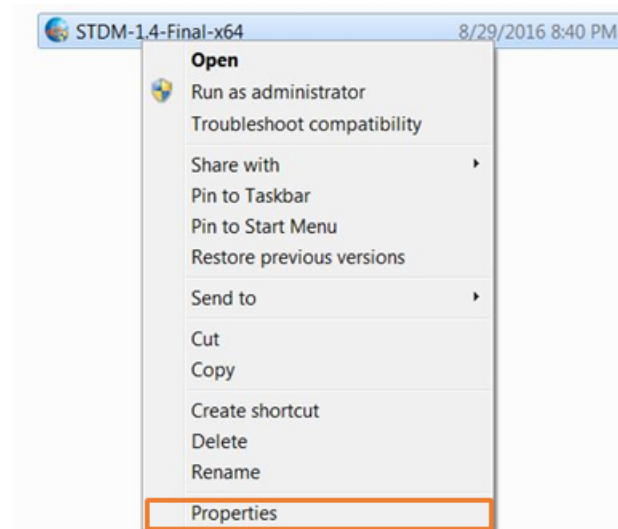 STDM-1.4-Final-x64 8/29/2016 8:40 PM
Open
Run as administrator
Troubleshoot compatibility
Share with
Pin to Taskbar
Pin to Start Menu
Restore previous versions
Send to
Cut
Copy
Create shortcut
Delete
Rename
Properties